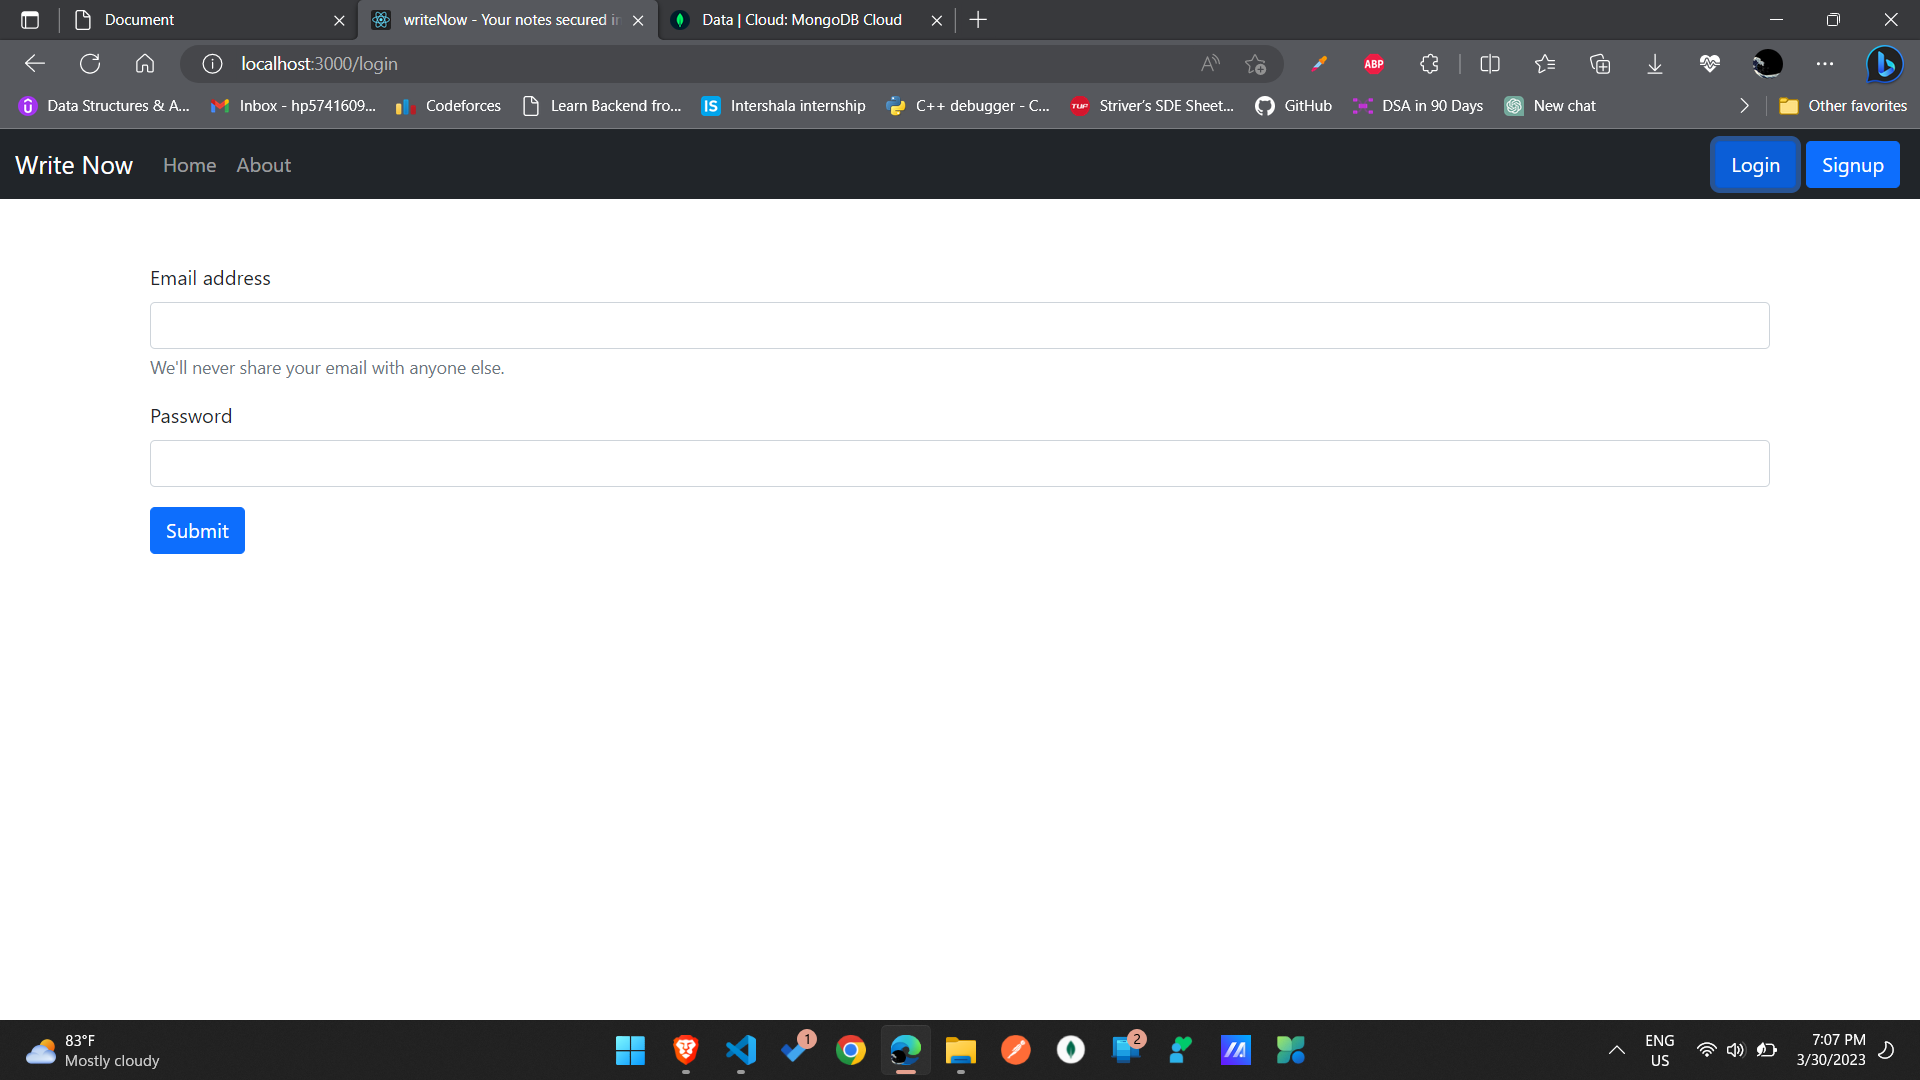 Document
writeNow - Your notes secured in
Data | Cloud: MongoDB Cloud
localhost:3000/login
ABP
Data Structures & A...
Inbox - hp5741609...
Codeforces
Learn Backend fro...
IS
Intershala internship
C++ debugger - C...
TUF
Striver's SDE Sheet...
GitHub
DSA in 90 Days
New chat
Other favorites
Write Now
Home
About
Login
Signup
Email address
We'll never share your email with anyone else.
Password
Submit
83°F
Mostly cloudy
1
2
ENG
US
7:07 PM
3/30/2023